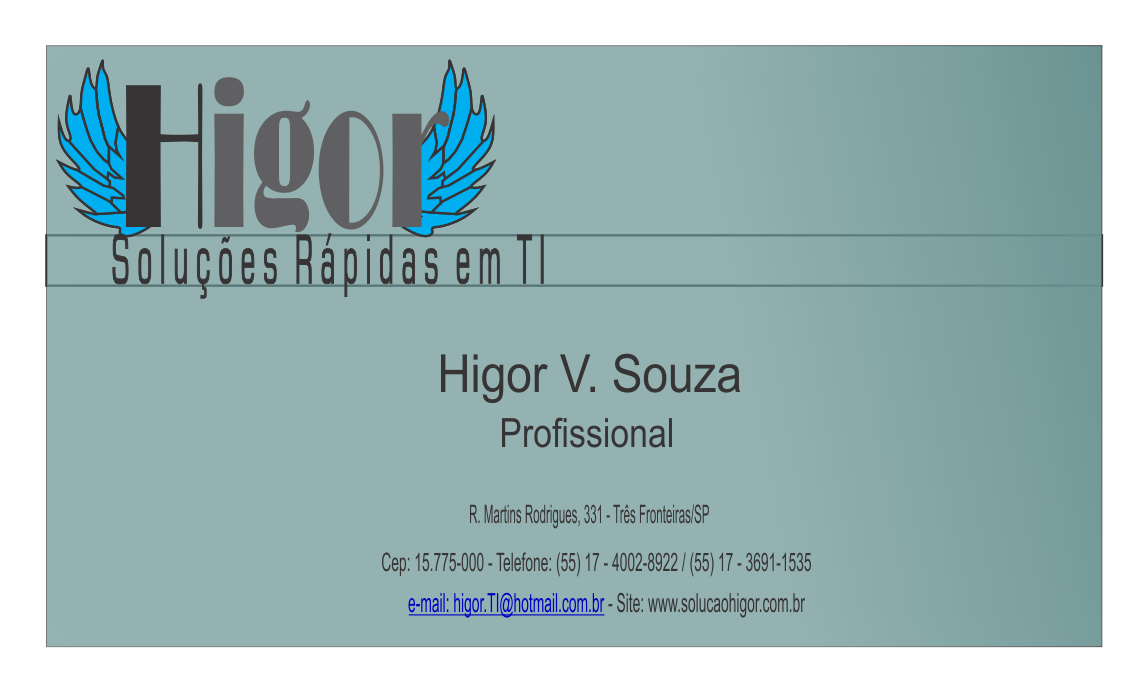 Higor
Soluções Rápidas em TI
Higor V. Souza
Profissional
R. Martins Rodrigues, 331 - Três Fronteiras/SP
Cep: 15.775-000 - Telefone: (55) 17 - 4002-8922 / (55) 17 - 3691-1535
e-mail: higor.TI@hotmail.com.br - Site: www.solucaohigor.com.br